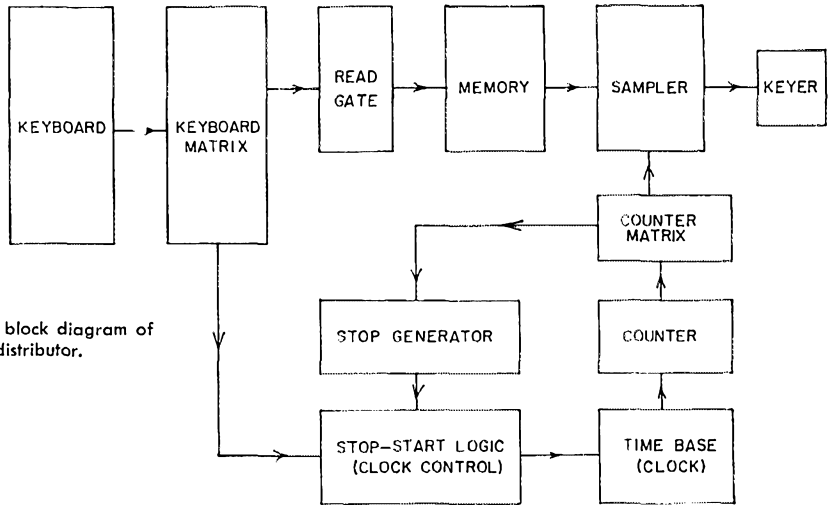 KEYBOARD
KEYBOARD
MATRIX
READ
GATE
MEMORY
SAMPLER
KEYER
COUNTER
MATRIX
block diagram of
distributor.
STOP GENERATOR
COUNTER
STOP-START LOGIC
(CLOCK CONTROL)
TIME BASE
(CLOCK)